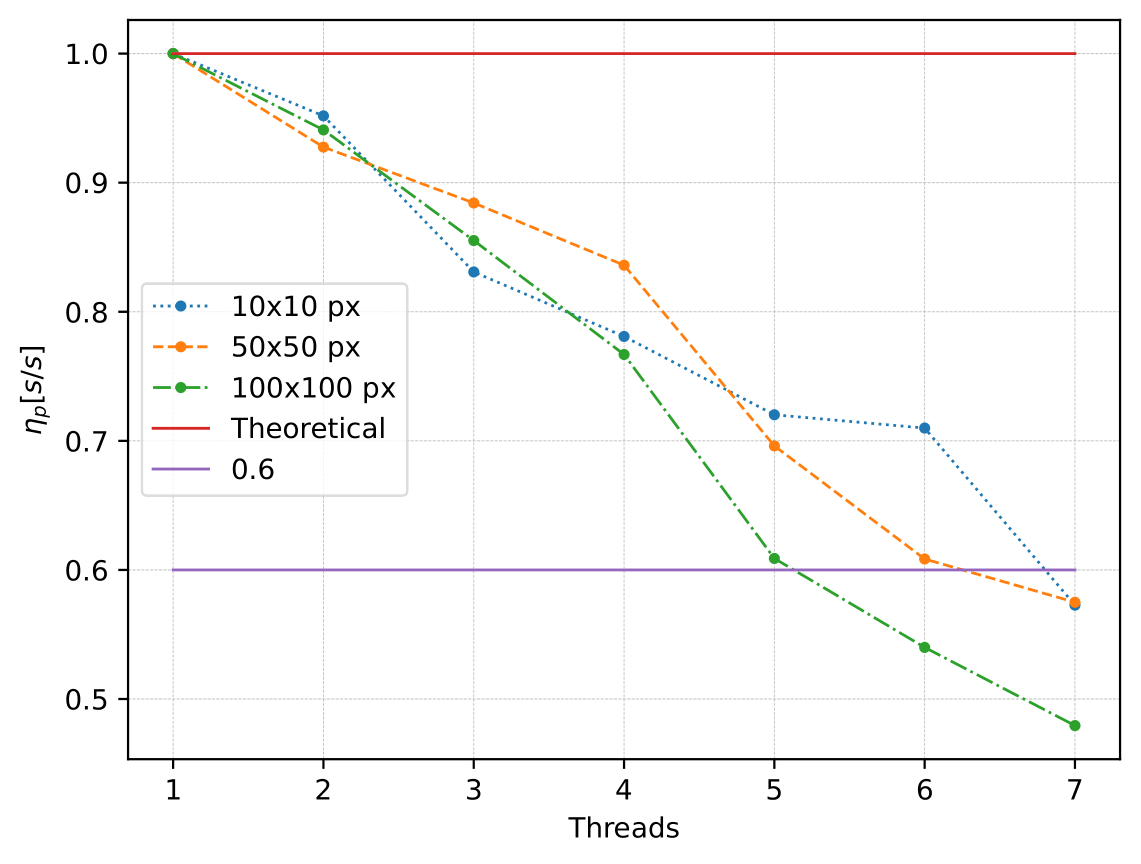 1.0
0.9
0.8
0.7
0.6
0.5
η_p[s/s]
10x10 px
50x50 px
100x100 px
Theoretical
0.6
1 2 3 4 5 6 7
Threads